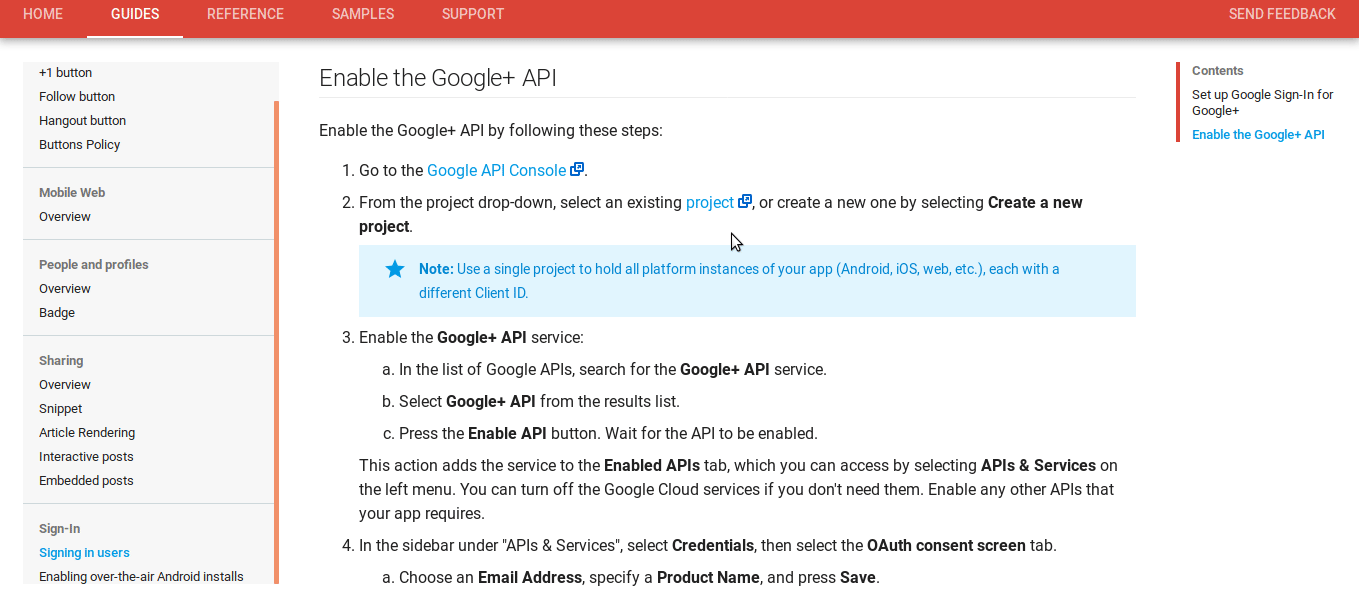 HOME GUIDES REFERENCE SAMPLES SUPPORT SEND FEEDBACK
+1 button
Follow button
Hangout button
Buttons Policy
Mobile Web
Overview
People and profiles
Overview
Badge
Sharing
Overview
Snippet
Article Rendering
Interactive posts
Embedded posts
Sign-In
Signing in users
Enabling over-the-air Android installs
Enable the Google+ API
Enable the Google+ API by following these steps:
1. Go to the Google API Console.
2. From the project drop-down, select an existing project, or create a new one by selecting Create a new
project.
Note: Use a single project to hold all platform instances of your app (Android, iOS, web, etc.), each with a
different Client ID.
3. Enable the Google+ API service:
a. In the list of Google APIs, search for the Google+ API service.
b. Select Google+ API from the results list.
c. Press the Enable API button. Wait for the API to be enabled.
This action adds the service to the Enabled APIs tab, which you can access by selecting APIs & Services on
the left menu. You can turn off the Google Cloud services if you don't need them. Enable any other APIs that
your app requires.
4. In the sidebar under "APIs & Services", select Credentials, then select the OAuth consent screen tab.
a. Choose an Email Address, specify a Product Name, and press Save.
Contents
Set up Google Sign-In for
Google+
Enable the Google+ API